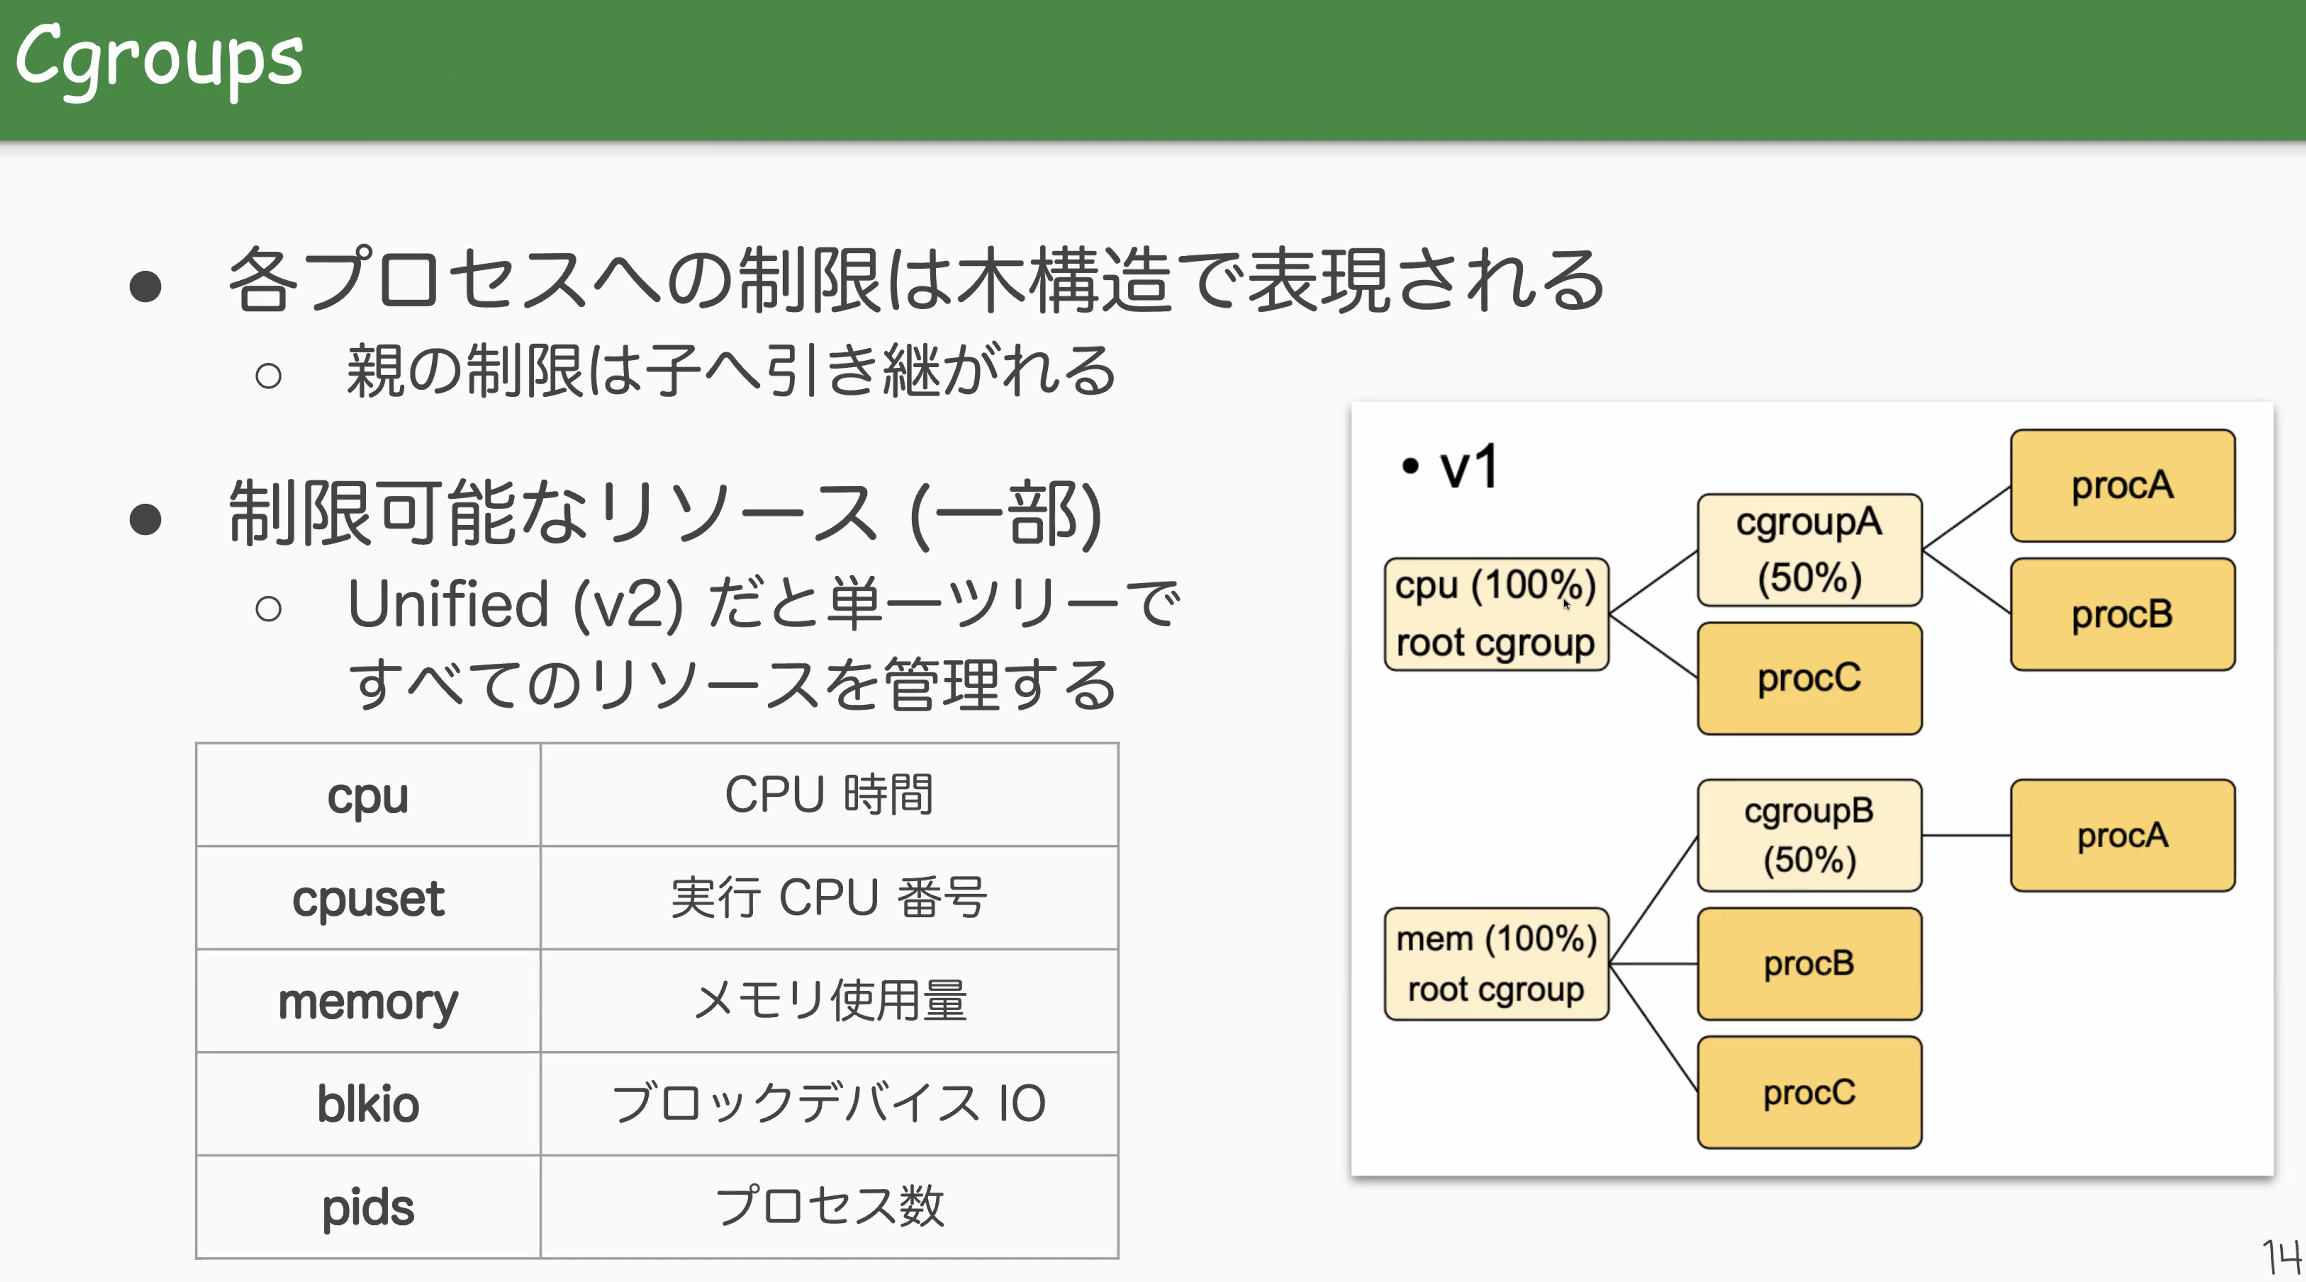 Cgroups
● 各プロセスへの制限は木構造で表現される
○ 親の制限は子へ引き継がれる
● 制限可能なリソース (一部)
○ Unified (v2) だと単一ツリーで
すべてのリソースを管理する
cpu CPU 時間
cpuset 実行 CPU 番号
memory メモリ使用量
blkio ブロックデバイス IO
pids プロセス数
• v1
cpu (100%)
root cgroup
cgroupA
(50%)
procA
procB
procC
mem (100%)
root cgroup
cgroupB
(50%)
procA
procB
procC
14